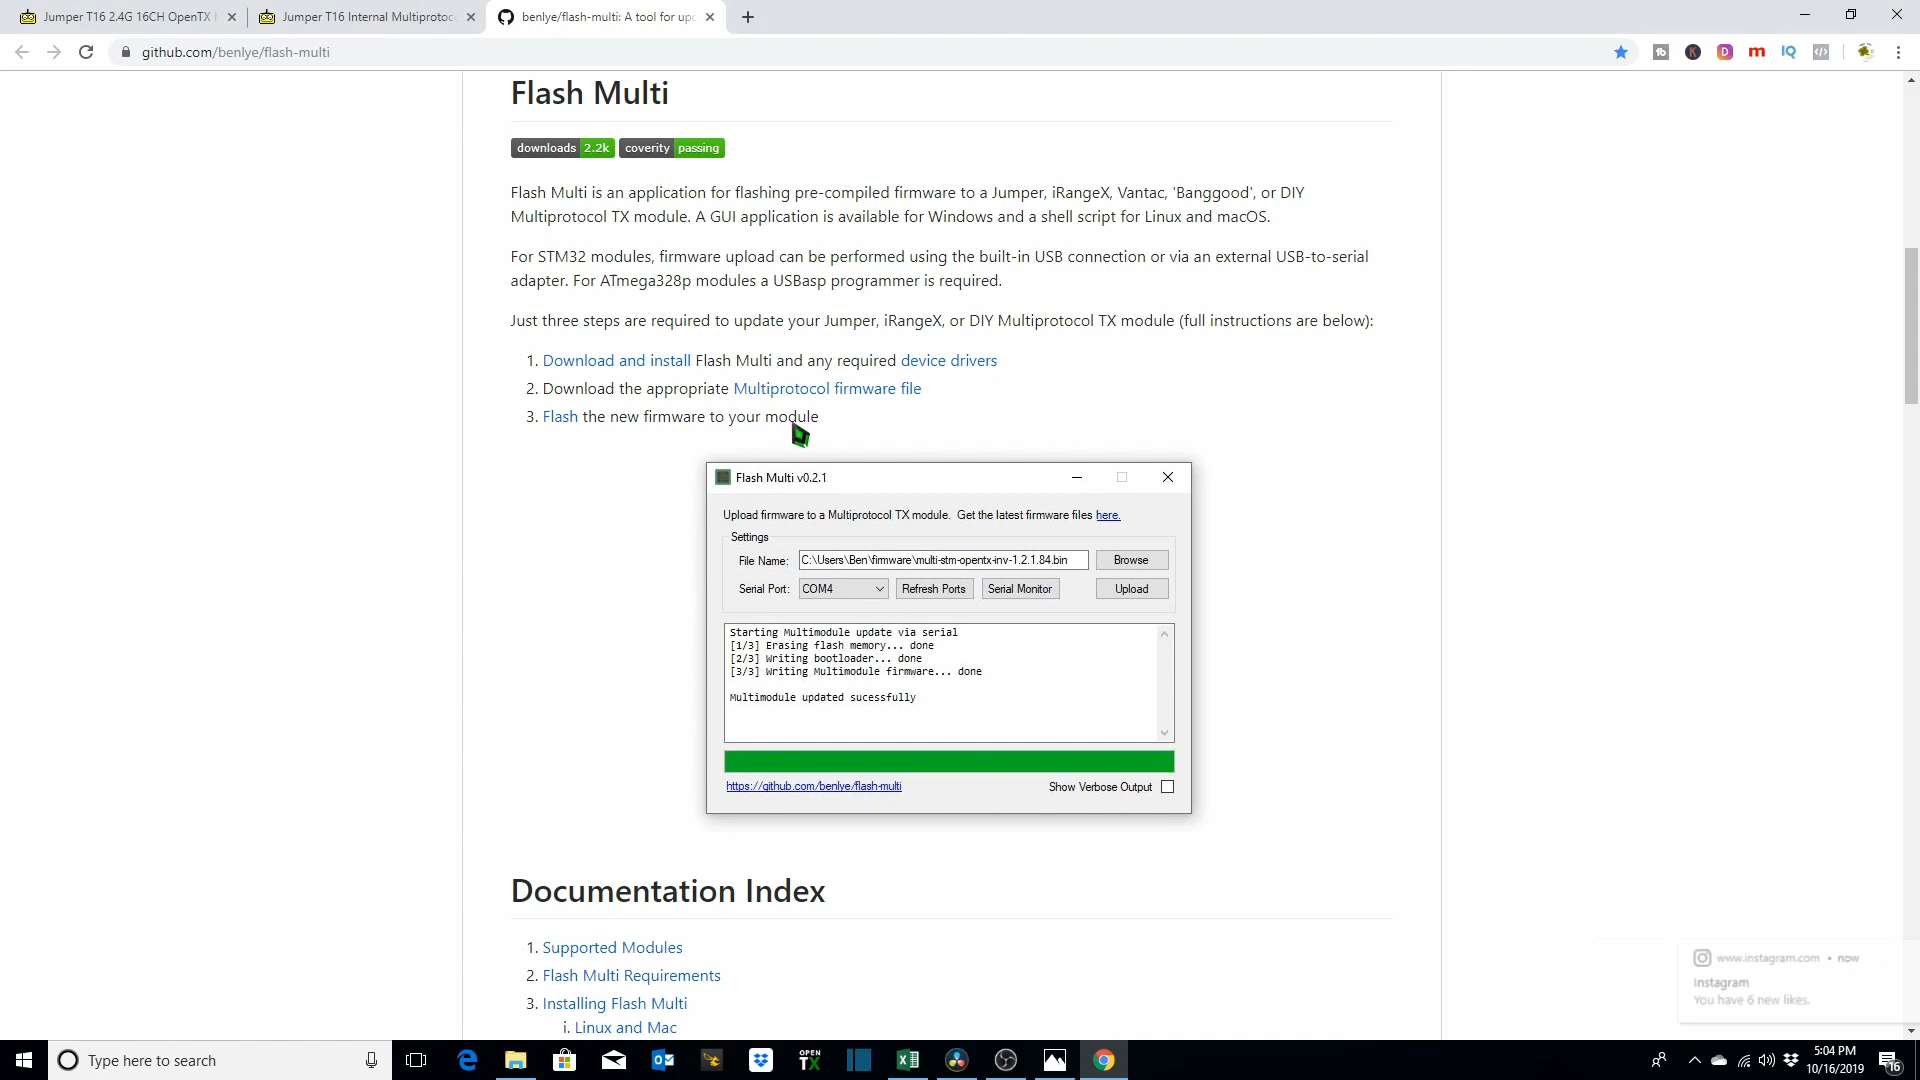 Jumper T16 2.4G 16CH OpenTX
Jumper T16 Internal Multiprotoc
benlye/flash-multi: A tool for up
github.com/benlye/flash-multi
Flash Multi
downloads 2.2k coverity passing
Flash Multi is an application for flashing pre-compiled firmware to a Jumper, iRangeX, Vantac, 'Banggood', or DIY
Multiprotocol TX module. A GUI application is available for Windows and a shell script for Linux and macOS.
For STM32 modules, firmware upload can be performed using the built-in USB connection or via an external USB-to-serial
adapter. For ATmega328p modules a USBasp programmer is required.
Just three steps are required to update your Jumper, iRangeX, or DIY Multiprotocol TX module (full instructions are below):
1. Download and install Flash Multi and any required device drivers
2. Download the appropriate Multiprotocol firmware file
3. Flash the new firmware to your module
Flash Multi v0.2.1
Upload firmware to a Multiprotocol TX module. Get the latest firmware files here.
Settings
File Name: C:\Users\Ben\firmware\multi-stm-opentx-inv-1.2.1.84.bin Browse
Serial Port: COM4 Refresh Ports Serial Monitor Upload
Starting Multimodule update via serial
[1/3] Erasing flash memory... done
[2/3] Writing bootloader... done
[3/3] Writing Multimodule firmware... done
Multimodule updated sucessfully
https://github.com/benlye/flash-multi Show Verbose Output
Documentation Index
1. Supported Modules
2. Flash Multi Requirements
3. Installing Flash Multi
i. Linux and Mac
www.instagram.com • now
instagram
You have 6 new likes.
Type here to search
OPEN
TX
5:04 PM
10/16/2019
16